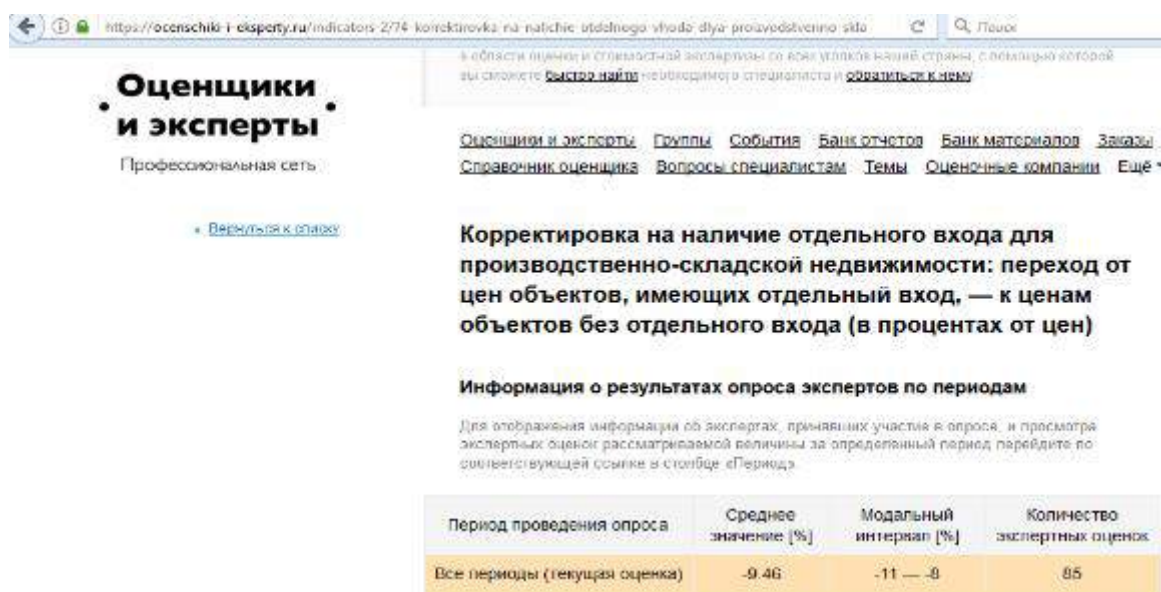 https://ocenschiki-i-eksperty.ru/indicators-2/74-korrektirovka-na-nalichie-otdelnogo-vhoda-dlya-proizvodstvenno-skla
Поиск
в области оценки и стоимостной экспертизы со всех уголков нашей страны, с помощью которой
вы сможете быстро найти необходимого специалиста и обратиться к нему
Оценщики
и эксперты
Профессиональная сеть
Оценщики и эксперты Группы События Банк отчетов Банк материалов Заказы
Справочник оценщика Вопросы специалистам Темы Оценочные компании Ещё
Вернуться к списку
Корректировка на наличие отдельного входа для
производственно-складской недвижимости: переход от
цен объектов, имеющих отдельный вход, — к ценам
объектов без отдельного входа (в процентах от цен)
Информация о результатах опроса экспертов по периодам
Для отображения информации об экспертах, принявших участие в опросе, и просмотра
экспертных оценок рассматриваемой величины за определенный период перейдите по
соответствующей ссылке в столбце «Период».
Период проведения опроса
Среднее
значение [%]
Модальный
интервал [%]
Количество
экспертных оценок
Все периоды (текущая оценка) -9.46 -11 — -8 85